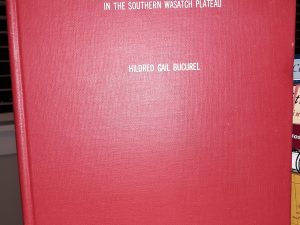 IN THE SOUTHERN WASATCH PLATEAU
HILDRED GAIL BUCUREL